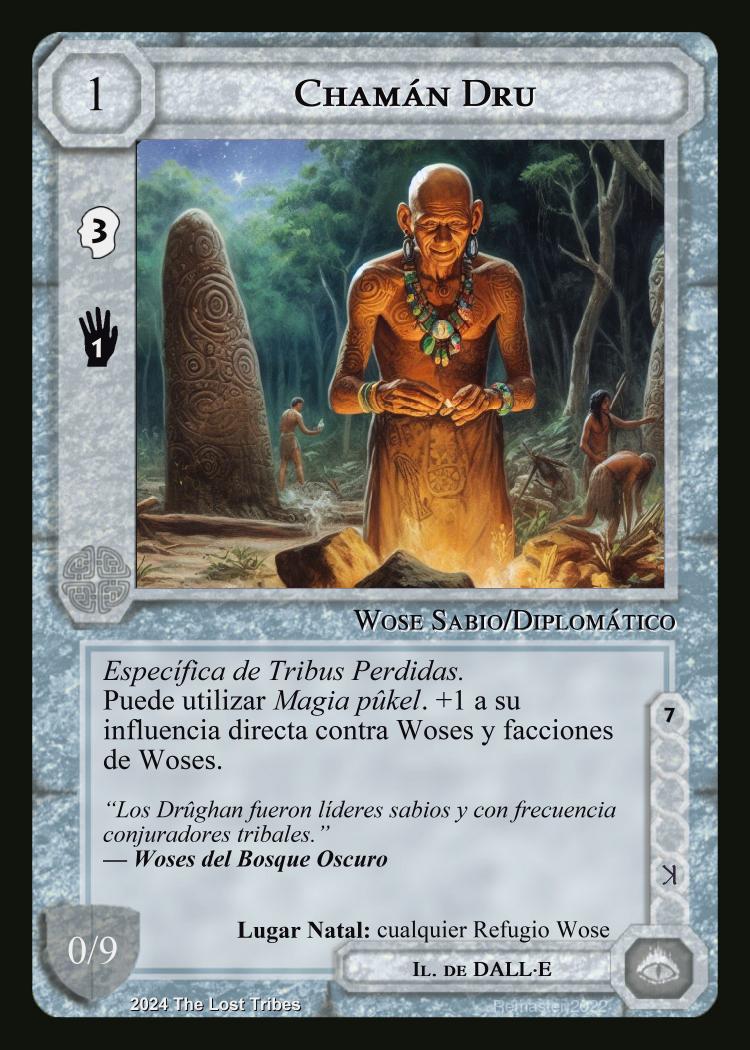 1
Chamán Dru
3
1
Wose Sabio/Diplomático
Específica de Tribus Perdidas.
Puede utilizar Magia pûkel. +1 a su
influencia directa contra Woses y facciones
de Woses.
7
“Los Drûghan fueron líderes sabios y con frecuencia
conjuradores tribales.”
— Woses del Bosque Oscuro
Lugar Natal: cualquier Refugio Wose
0/9
Il. de DALL·E
2024 The Lost Tribes
Remaster 2022